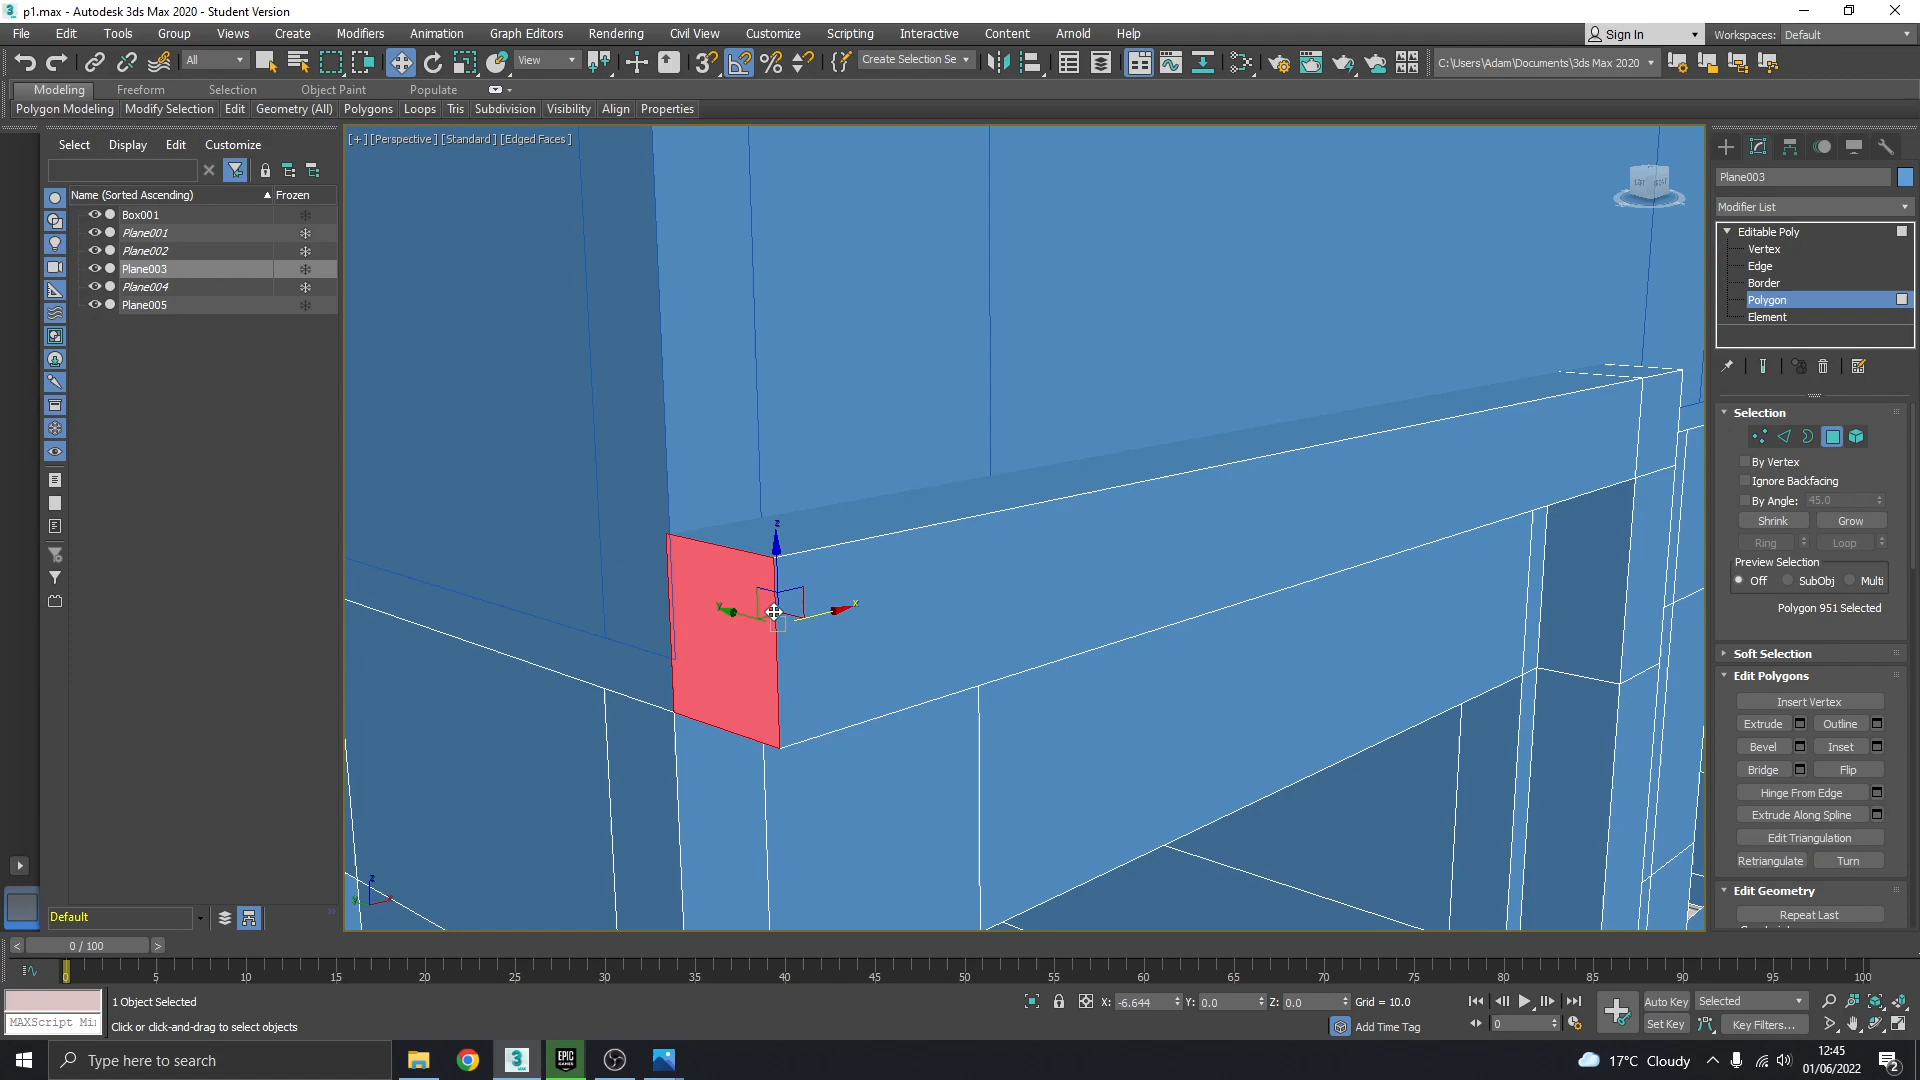 p1.max - Autodesk 3ds Max 2020 - Student Version
File Edit Tools Group Views Create Modifiers Animation Graph Editors Rendering Civil View Customize Scripting Interactive Content Arnold Help
Sign In Workspaces: Default
All View Create Selection Se C:\Users\Adam\Documents\3ds Max 2020
Modeling Freeform Selection Object Paint Populate
Polygon Modeling Modify Selection Edit Geometry (All) Polygons Loops Tris Subdivision Visibility Align Properties
Select Display Edit Customize
[+] [Perspective] [Standard] [Edged Faces]
Name (Sorted Ascending) Frozen
Box001
Plane001
Plane002
Plane003
Plane004
Plane005
Plane003
Modifier List
Editable Poly
Vertex
Edge
Border
Polygon
Element
Selection
By Vertex
Ignore Backfacing
By Angle: 45.0
Shrink Grow
Ring Loop
Preview Selection
Off SubObj Multi
Polygon 951 Selected
Soft Selection
Edit Polygons
Insert Vertex
Extrude Outline
Bevel Inset
Bridge Flip
Hinge From Edge
Extrude Along Spline
Edit Triangulation
Retriangulate Turn
Edit Geometry
Repeat Last
z
y x
z
Default
< 0 / 100 >
0 5 10 15 20 25 30 35 40 45 50 55 60 65 70 75 80 85 90 95 100
1 Object Selected
X: -6.644 Y: 0.0 Z: 0.0 Grid = 10.0
Auto Key Selected
MAXScript Mi
Click or click-and-drag to select objects
Add Time Tag
0
Set Key Key Filters...
Type here to search
3
EPIC GAMES
17°C Cloudy
12:45
01/06/2022
2